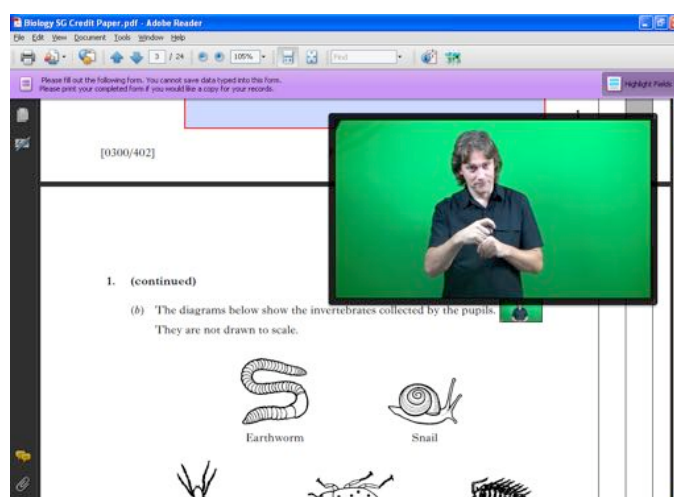 Biology SG Credit Paper.pdf - Adobe Reader
File Edit View Document Tools Window Help
3 / 24 105% Find
Please fill out the following form. You cannot save data typed into this form.
Please print your completed form if you would like a copy for your records.
Highlight Fields
[0300/402]
1. (continued)
(b) The diagrams below show the invertebrates collected by the pupils.
They are not drawn to scale.
Earthworm Snail